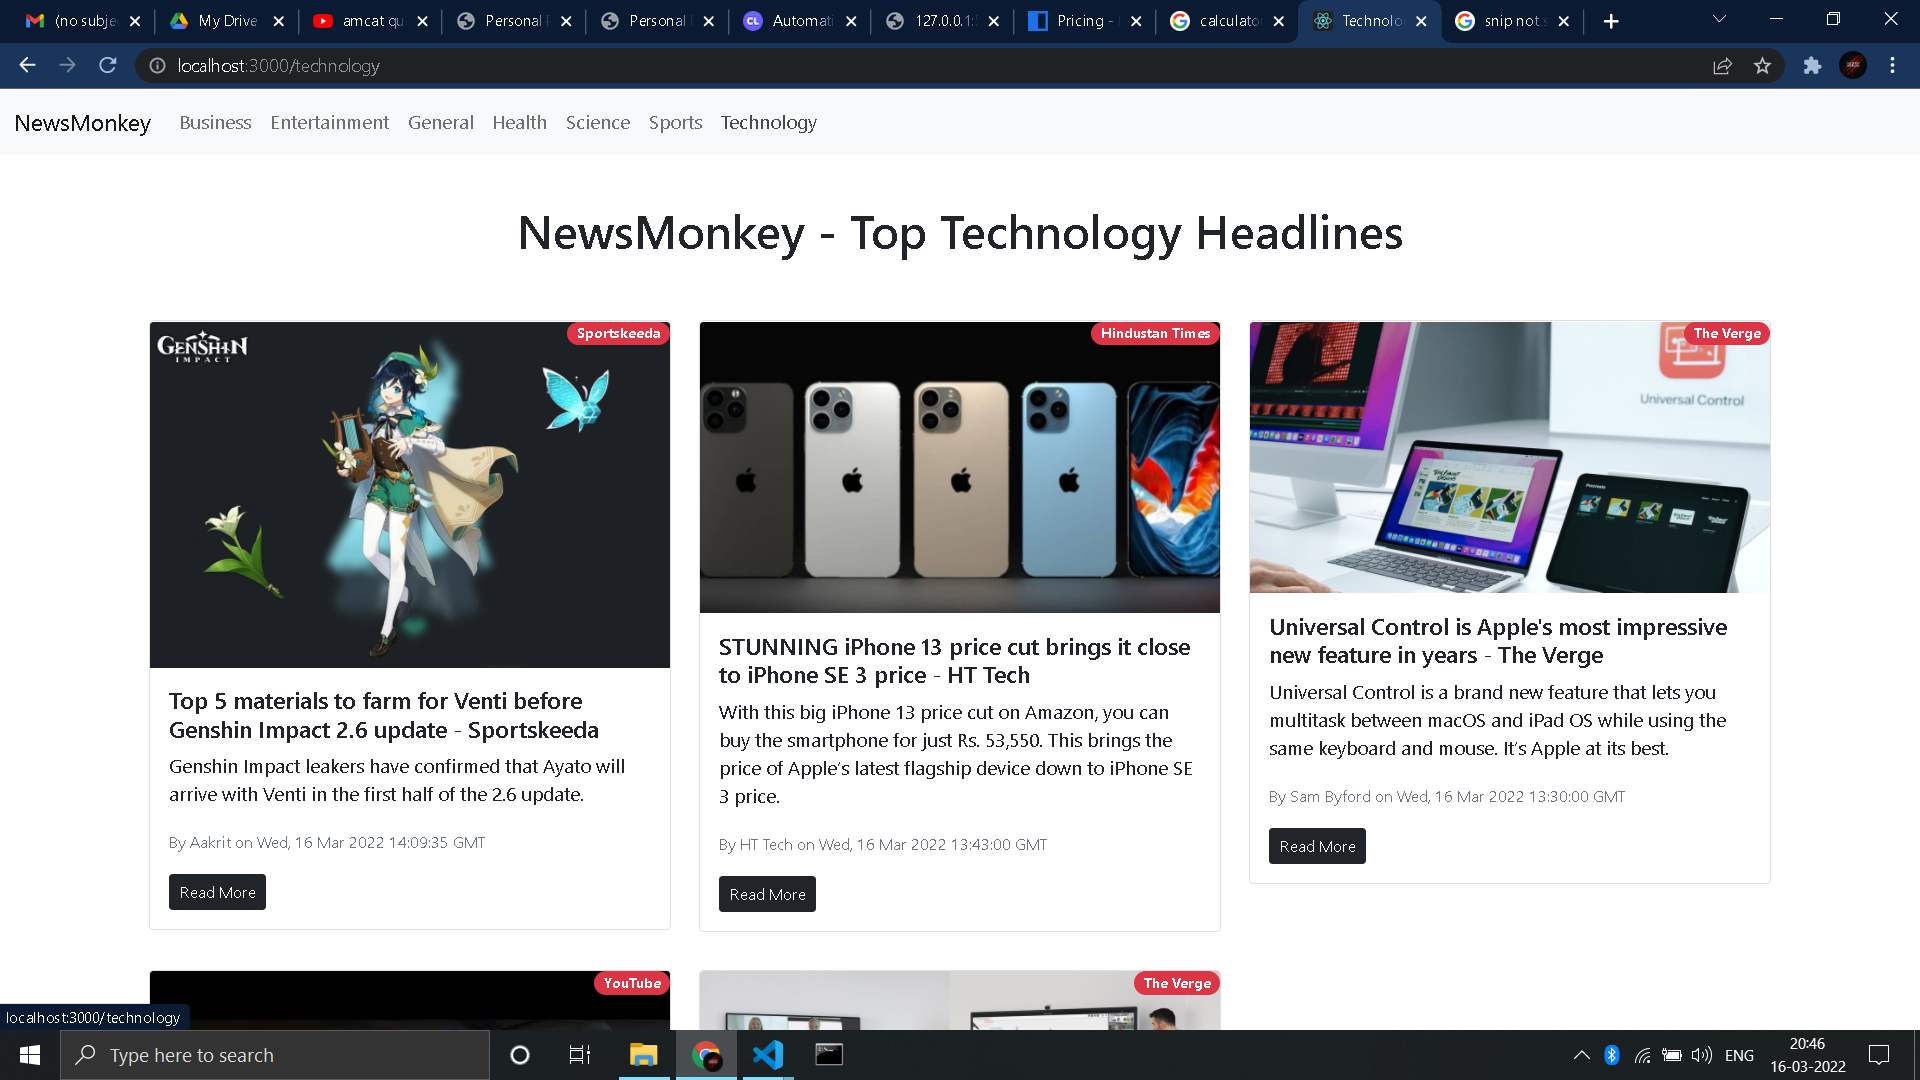 (no subje
My Drive
amcat qu
Personal
Personal
Automati
127.0.0.1:
Pricing -
calculato
Technolo
snip not s
localhost:3000/technology
NewsMonkey
Business
Entertainment
General
Health
Science
Sports
Technology
NewsMonkey - Top Technology Headlines
GENSHIN
IMPACT
Sportskeeda
Top 5 materials to farm for Venti before
Genshin Impact 2.6 update - Sportskeeda
Genshin Impact leakers have confirmed that Ayato will
arrive with Venti in the first half of the 2.6 update.
By Aakrit on Wed, 16 Mar 2022 14:09:35 GMT
Read More
Hindustan Times
STUNNING iPhone 13 price cut brings it close
to iPhone SE 3 price - HT Tech
With this big iPhone 13 price cut on Amazon, you can
buy the smartphone for just Rs. 53,550. This brings the
price of Apple’s latest flagship device down to iPhone SE
3 price.
By HT Tech on Wed, 16 Mar 2022 13:43:00 GMT
Read More
The Verge
Universal Control
Universal Control is Apple's most impressive
new feature in years - The Verge
Universal Control is a brand new feature that lets you
multitask between macOS and iPad OS while using the
same keyboard and mouse. It’s Apple at its best.
By Sam Byford on Wed, 16 Mar 2022 13:30:00 GMT
Read More
YouTube
The Verge
localhost:3000/technology
Type here to search
ENG
20:46
16-03-2022